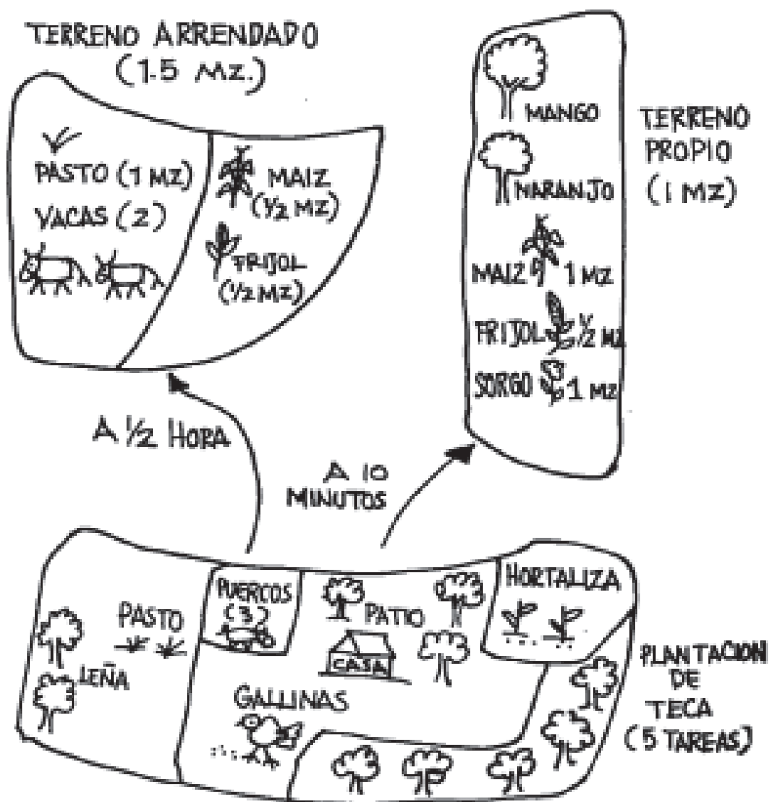 TERRENO ARRENDADO
(1.5 MZ.)
PASTO (1 MZ)
VACAS (2)
MAIZ
(½ MZ)
FRIJOL
(½ MZ)
MANGO
NARANJO
MAIZ 1 MZ
FRIJOL ½ MZ
SORGO 1 MZ
TERRENO
PROPIO
(1 MZ)
A ½ HORA
A 10
MINUTOS
PASTO
LEÑA
PUERCOS
(3)
PATIO
CASA
GALLINAS
HORTALIZA
PLANTACION
DE
TECA
(5 TAREAS)